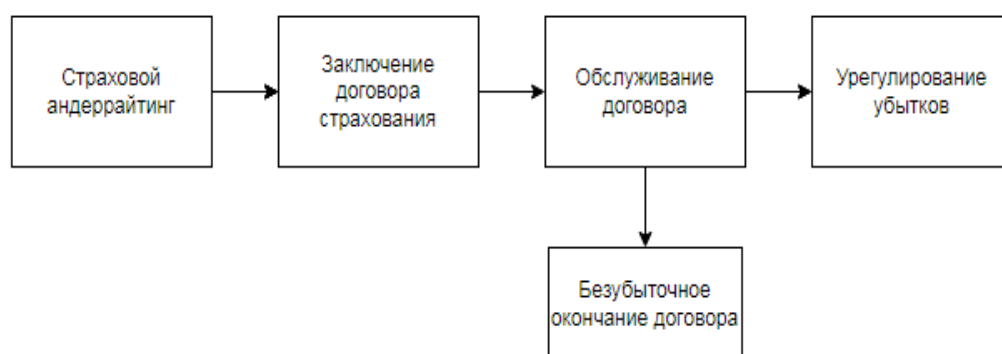 Страховой
андеррайтинг
Заключение
договора
страхования
Обслуживание
договора
Урегулирование
убытков
Безубыточное
окончание договора